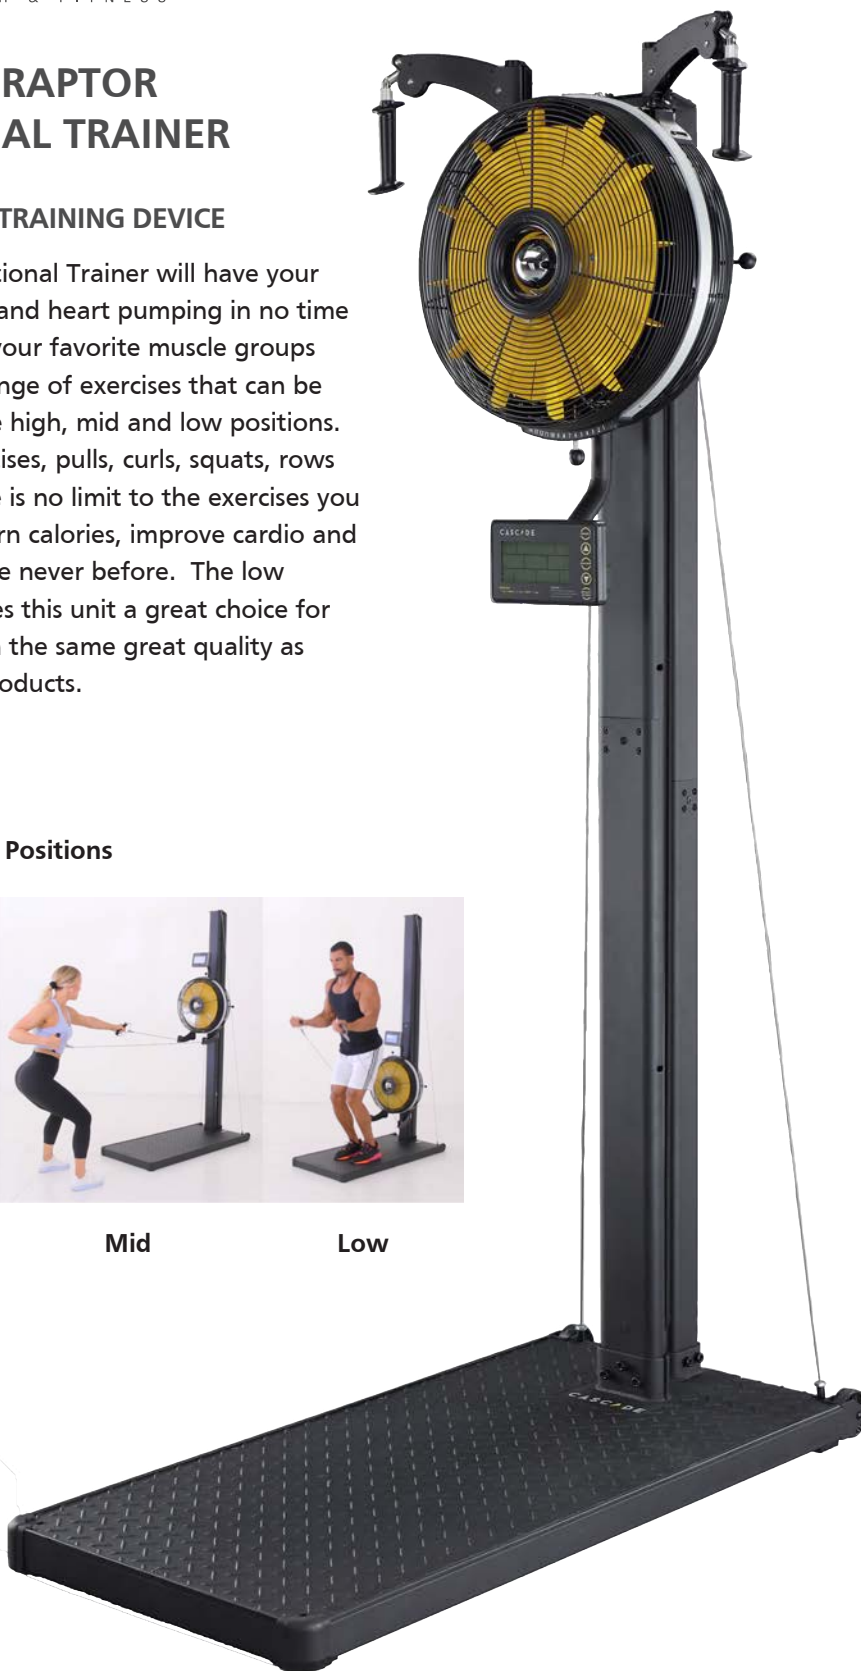 & FITNESS
RAPTOR
AL TRAINER
TRAINING DEVICE
tional Trainer will have your
and heart pumping in no time
your favorite muscle groups
nge of exercises that can be
e high, mid and low positions.
ises, pulls, curls, squats, rows
e is no limit to the exercises you
rn calories, improve cardio and
e never before. The low
es this unit a great choice for
n the same great quality as
oducts.
CASCADE
Positions
Mid
Low
CASCADE